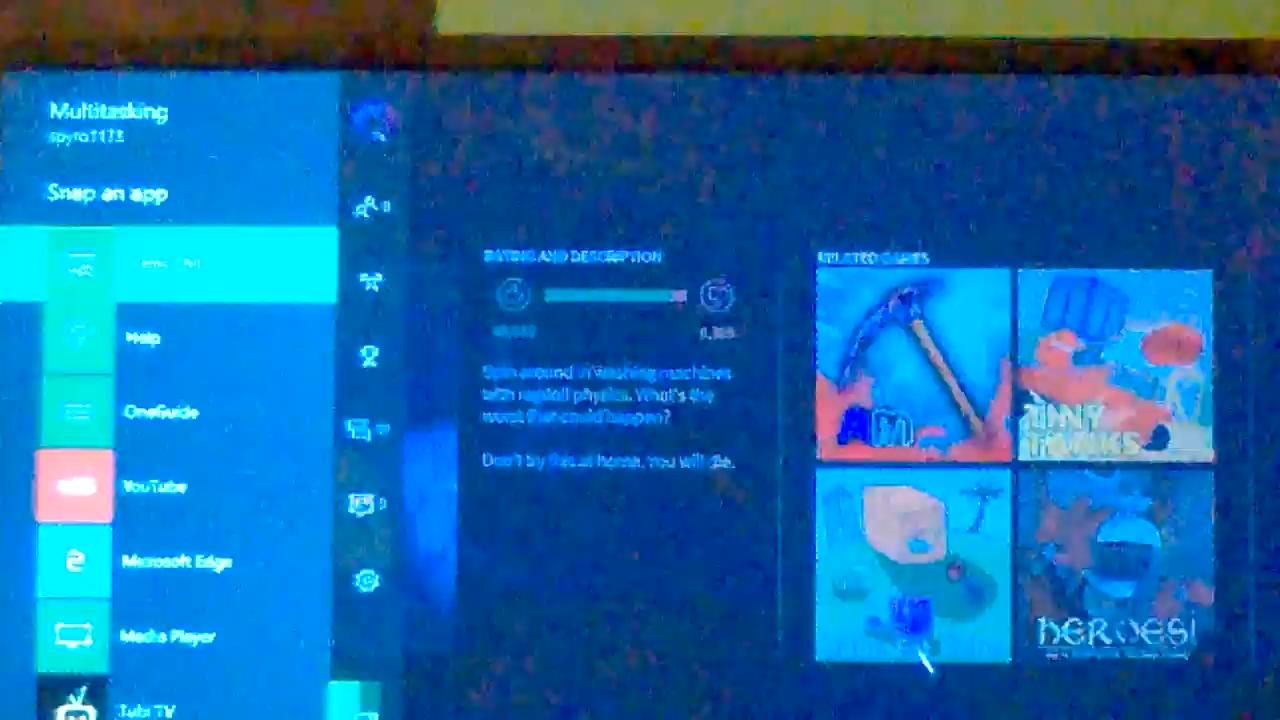 Multitasking
spyro1173
Snap an app
Help
OneGuide
YouTube
Microsoft Edge
Media Player
Tubi TV
RATING AND DESCRIPTION
Spin around in washing machines
with ragdoll physics. What's the
worst that could happen?
Don't try this at home. You will die.
RELATED GAMES
TINY
TANKS
HEROES!